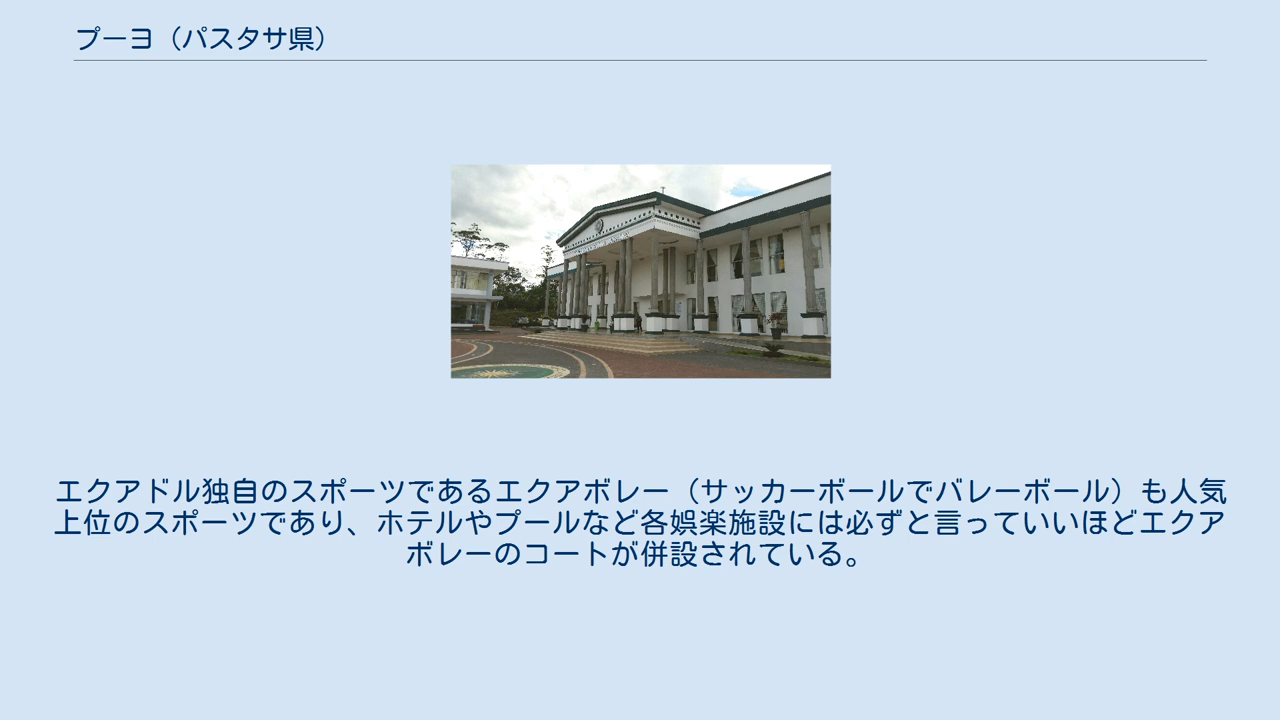 プーヨ（パスタサ県）
エクアドル独自のスポーツであるエクアボレー（サッカーボールでバレーボール）も人気
上位のスポーツであり、ホテルやプールなど各娯楽施設には必ずと言っていいほどエクア
ボレーのコートが併設されている。